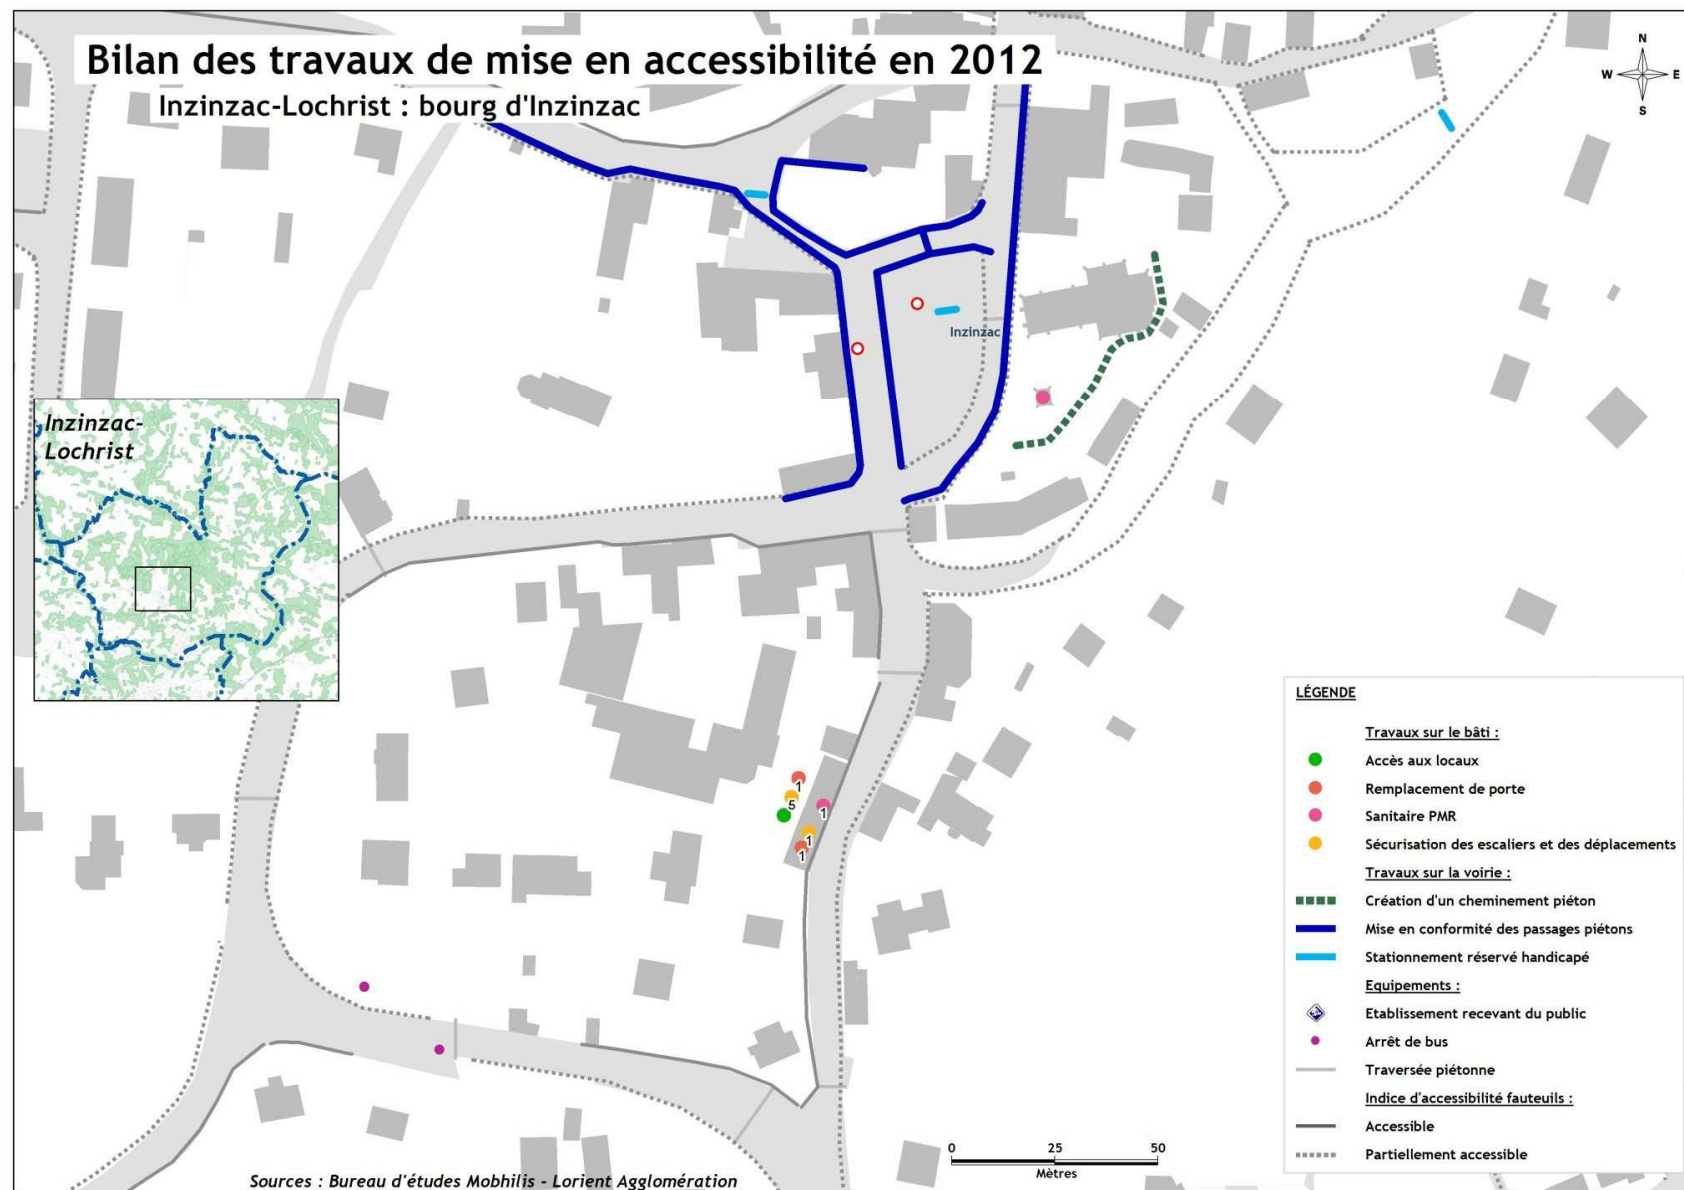 Bilan des travaux de mise en accessibilité en 2012
Inzinzac-Lochrist : bourg d'Inzinzac
N
W E
S
Inzinzac
Inzinzac-
Lochrist
1
5
1
1
1
LÉGENDE
Travaux sur le bâti :
Accès aux locaux
Remplacement de porte
Sanitaire PMR
Sécurisation des escaliers et des déplacements
Travaux sur la voirie :
Création d'un cheminement piéton
Mise en conformité des passages piétons
Stationnement réservé handicapé
Equipements :
Etablissement recevant du public
Arrêt de bus
Traversée piétonne
Indice d'accessibilité fauteuils :
Accessible
Partiellement accessible
0 25 50
Mètres
Sources : Bureau d'études Mobhilis - Lorient Agglomération